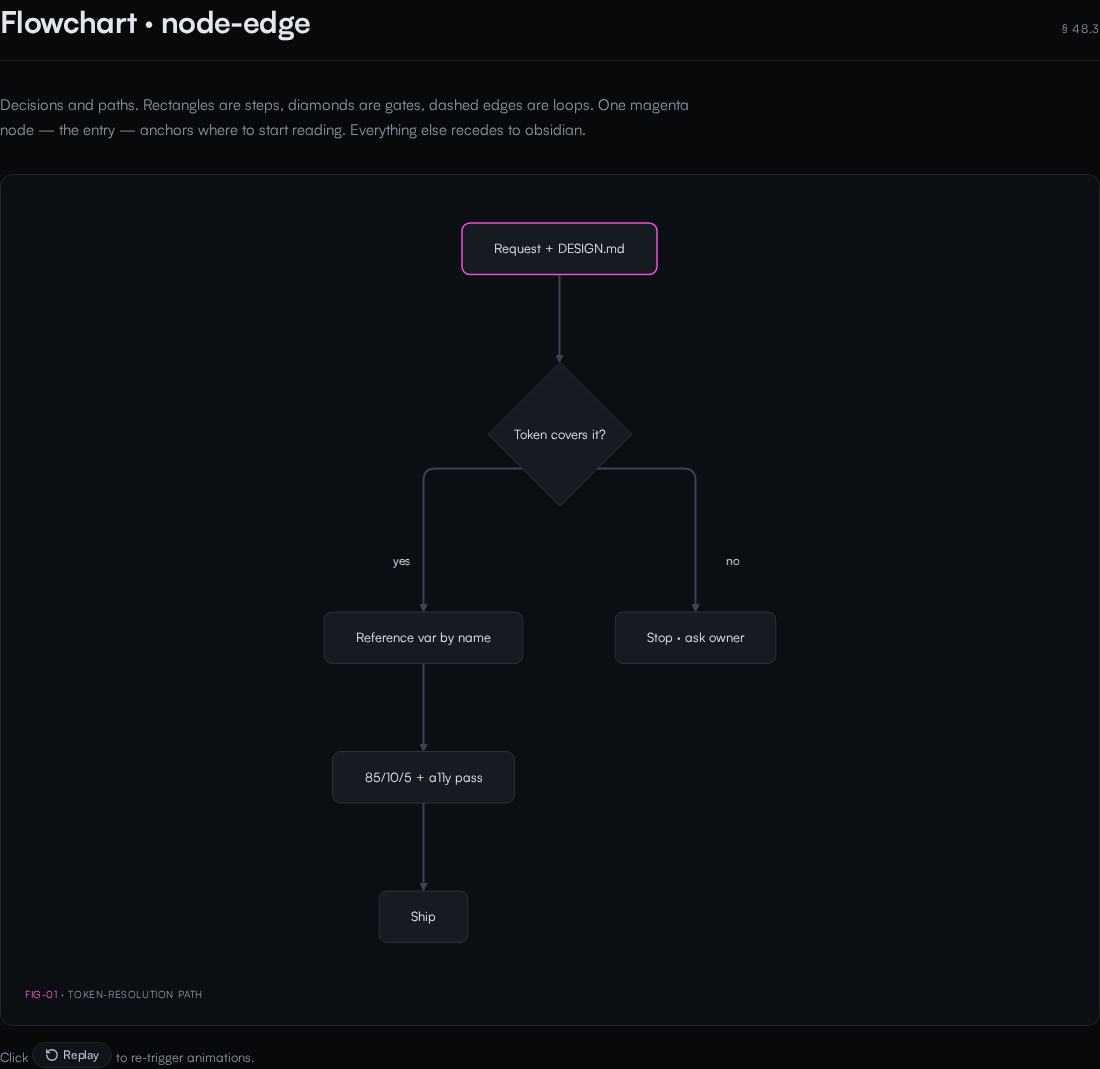 Flowchart · node-edge
§ 48.3
Decisions and paths. Rectangles are steps, diamonds are gates, dashed edges are loops. One magenta
node — the entry — anchors where to start reading. Everything else recedes to obsidian.
Request + DESIGN.md
Token covers it?
yes
no
Reference var by name
Stop · ask owner
85/10/5 + a11y pass
Ship
FIG-01 · TOKEN-RESOLUTION PATH
Click Replay to re-trigger animations.